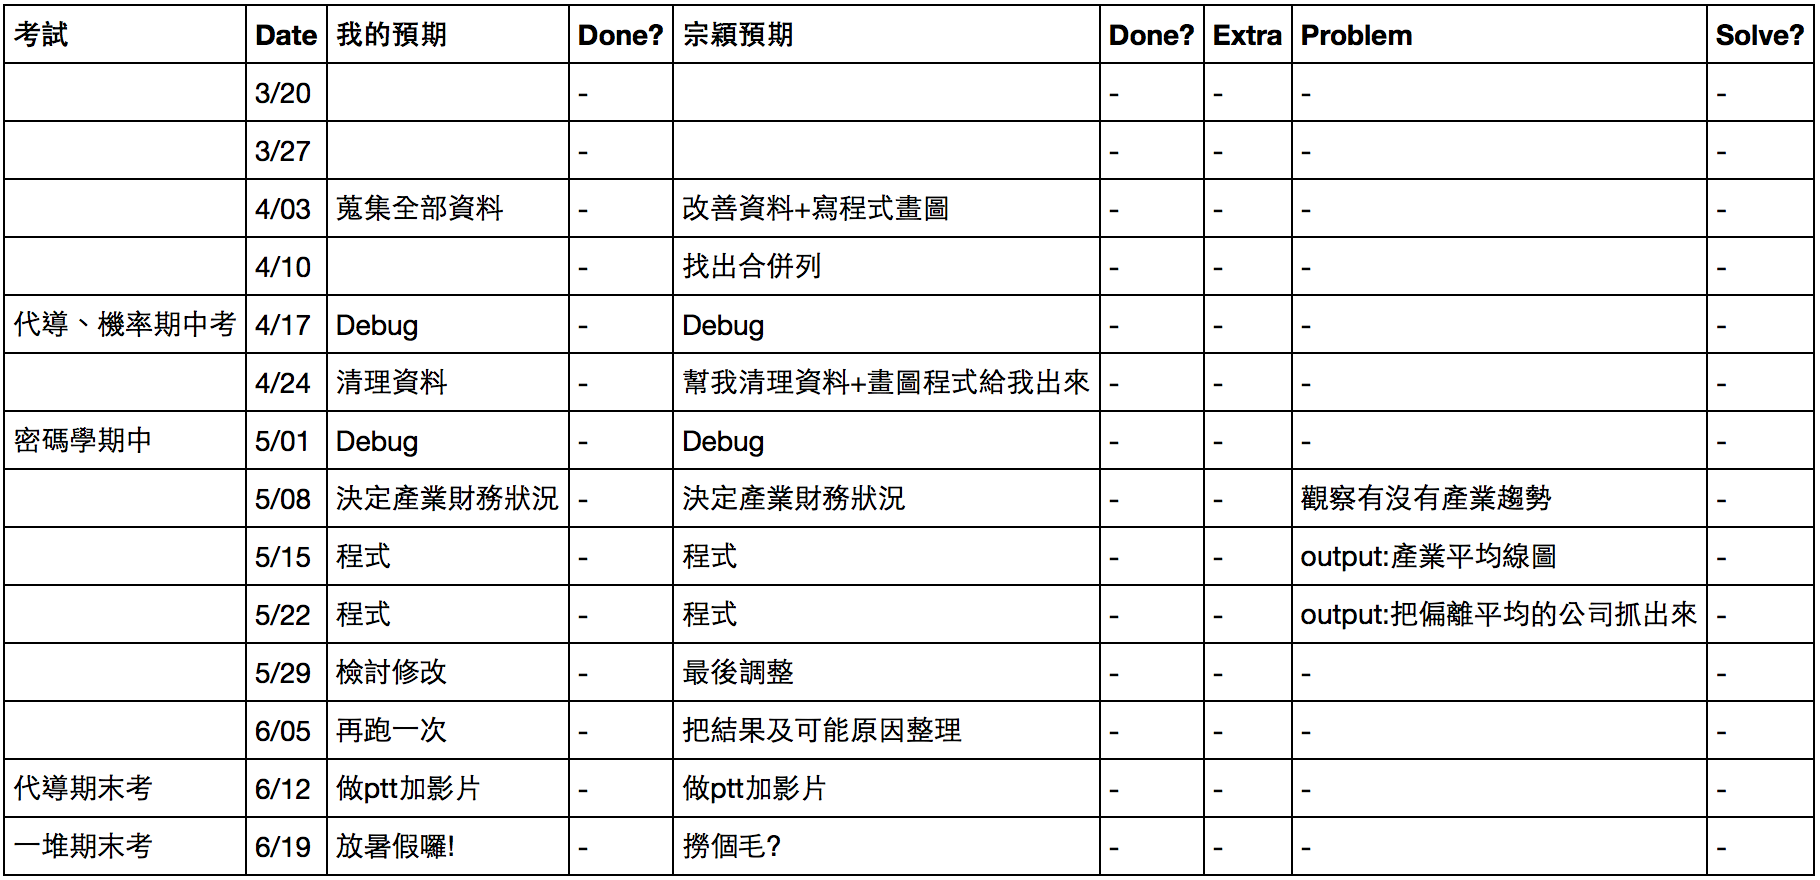 考試 Date 我的預期 Done? 宗穎預期 Done? Extra Problem Solve?
3/20 - - - - -
3/27 - - - - -
4/03 蒐集全部資料 - 改善資料+寫程式畫圖 - - - -
4/10 - 找出合併列 - - - -
代導、機率期中考 4/17 Debug - Debug - - - -
4/24 清理資料 - 幫我清理資料+畫圖程式給我出來 - - - -
密碼學期中 5/01 Debug - Debug - - - -
5/08 決定產業財務狀況 - 決定產業財務狀況 - - 觀察有沒有產業趨勢 -
5/15 程式 - 程式 - - output:產業平均線圖 -
5/22 程式 - 程式 - - output:把偏離平均的公司抓出來 -
5/29 檢討修改 - 最後調整 - - - -
6/05 再跑一次 - 把結果及可能原因整理 - - - -
代導期末考 6/12 做ptt加影片 - 做ptt加影片 - - - -
一堆期末考 6/19 放暑假囉! - 撈個毛? - - - -